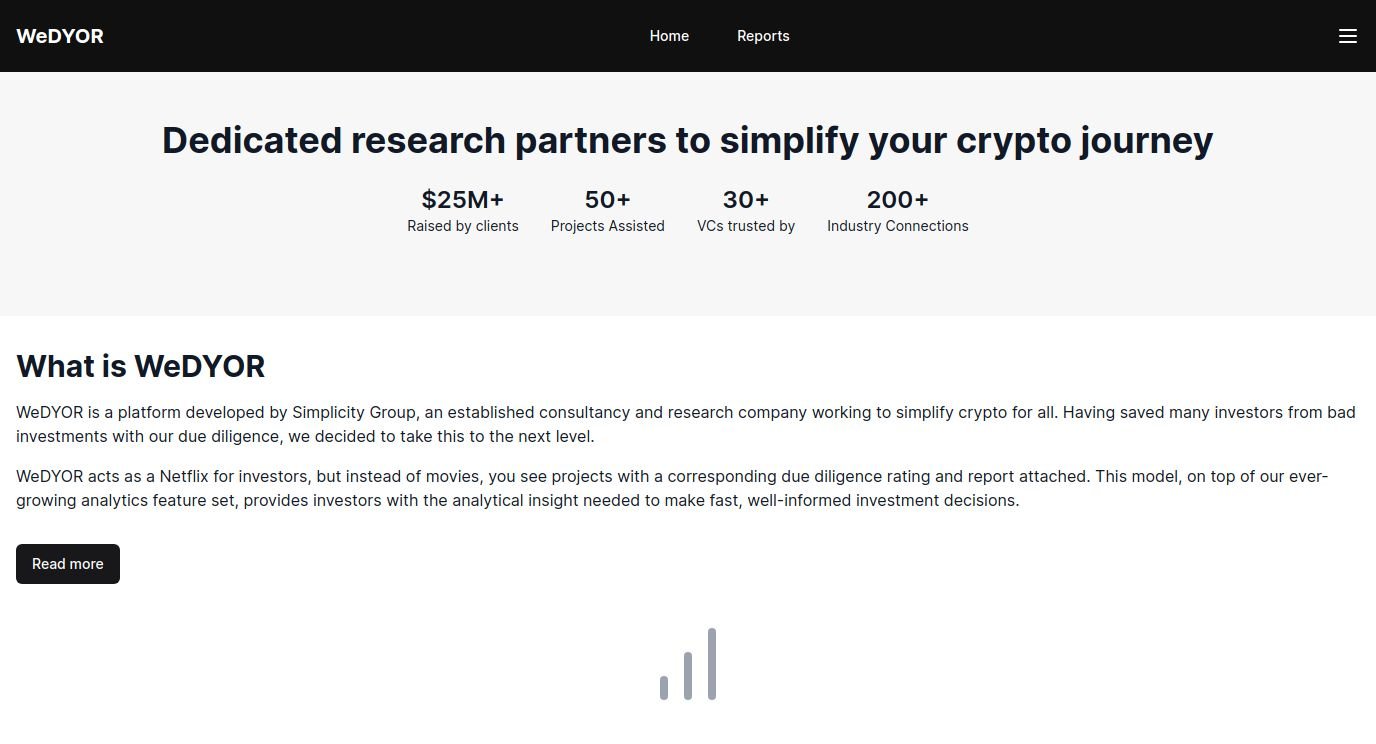 WeDYOR
Home
Reports
Dedicated research partners to simplify your crypto journey
$25M+
Raised by clients
50+
Projects Assisted
30+
VCs trusted by
200+
Industry Connections
What is WeDYOR
WeDYOR is a platform developed by Simplicity Group, an established consultancy and research company working to simplify crypto for all. Having saved many investors from bad
investments with our due diligence, we decided to take this to the next level.
WeDYOR acts as a Netflix for investors, but instead of movies, you see projects with a corresponding due diligence rating and report attached. This model, on top of our ever-
growing analytics feature set, provides investors with the analytical insight needed to make fast, well-informed investment decisions.
Read more